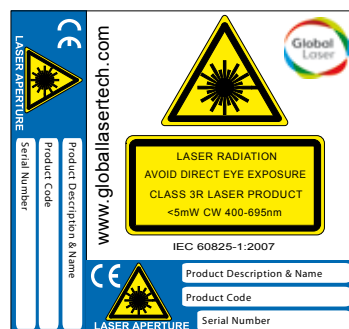 CE
LASER APERTURE
Product Description & Name
Product Code
Serial Number
www.globallasertech.com
Global
Laser
LASER RADIATION
AVOID DIRECT EYE EXPOSURE
CLASS 3R LASER PRODUCT
<5mW CW 400-695nm
IEC 60825-1:2007
CE
LASER APERTURE
Product Description & Name
Product Code
Serial Number